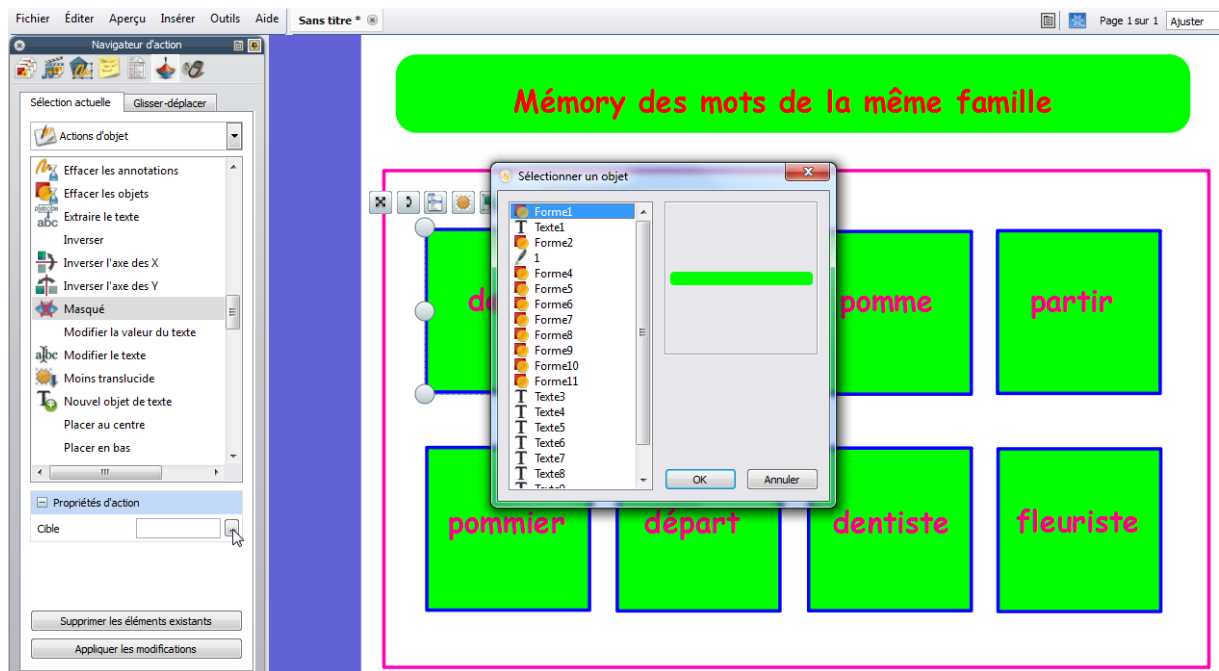 Fichier Éditer Aperçu Insérer Outils Aide Sans titre * Page 1 sur 1 Ajuster
Navigateur d'action
Sélection actuelle Glisser-déplacer
Actions d'objet
Effacer les annotations
Effacer les objets
Extraire le texte
Inverser
Inverser l'axe des X
Inverser l'axe des Y
Masqué
Modifier la valeur du texte
Modifier le texte
Moins translucide
Nouvel objet de texte
Placer au centre
Placer en bas
Propriétés d'action
Cible
Supprimer les éléments existants
Appliquer les modifications
Mémory des mots de la même famille
Sélectionner un objet
Forme1
Texte1
Forme2
1
Forme4
Forme5
Forme6
Forme7
Forme8
Forme9
Forme10
Forme11
Texte3
Texte4
Texte5
Texte6
Texte7
Texte8
OK Annuler
pomme partir
pommier départ dentiste fleuriste